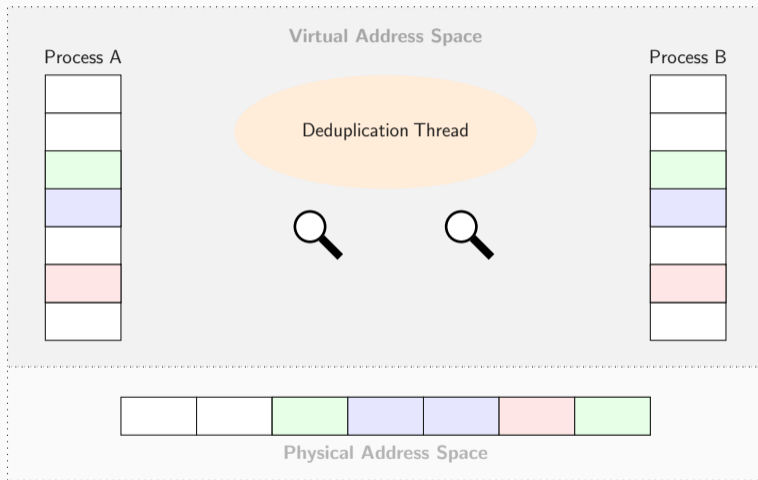 Virtual Address Space
Process A
Process B
Deduplication Thread
Physical Address Space